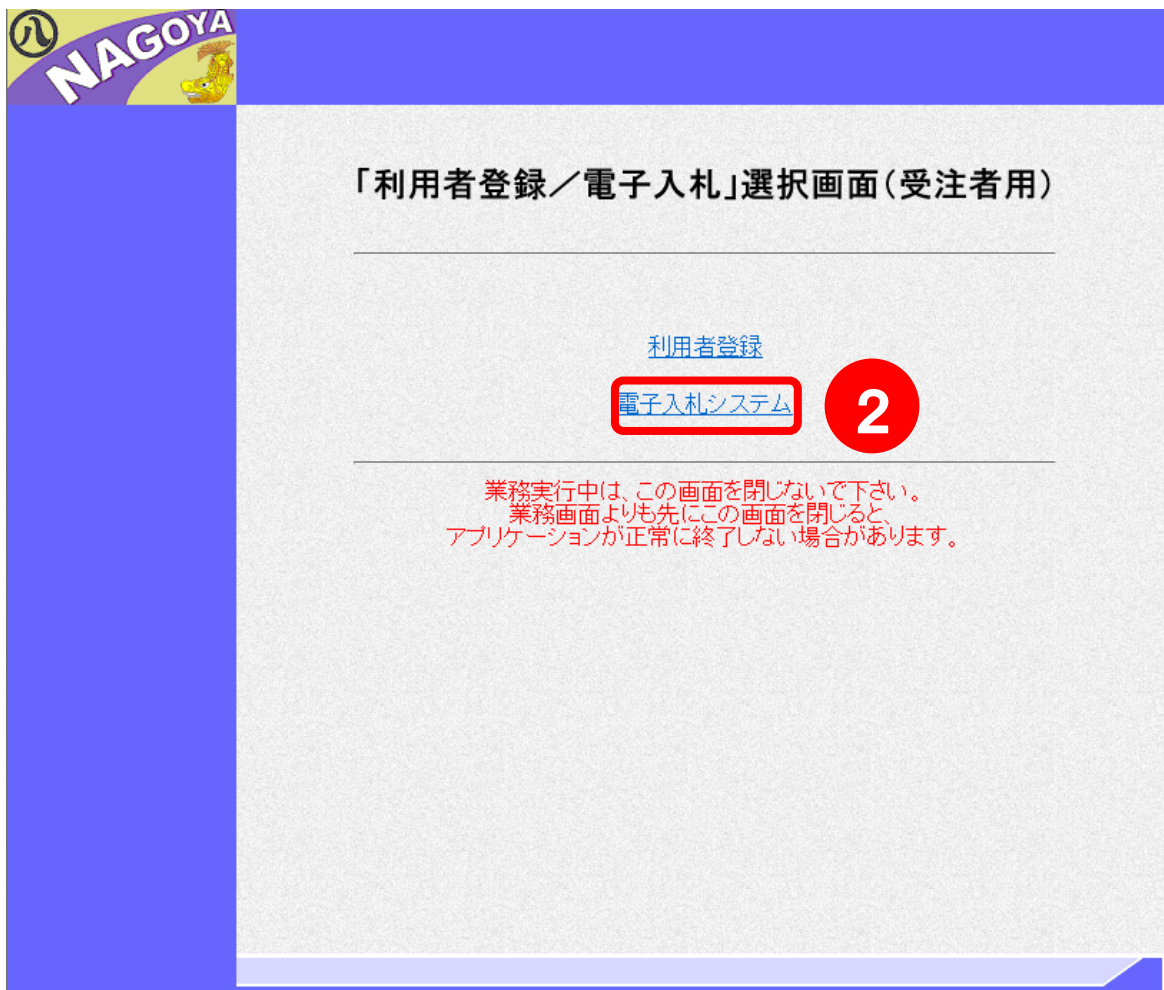 八
NAGOYA
「利用者登録／電子入札」選択画面(受注者用)
利用者登録
電子入札システム
2
業務実行中は、この画面を閉じないで下さい。
業務画面よりも先にこの画面を閉じると、
アプリケーションが正常に終了しない場合があります。